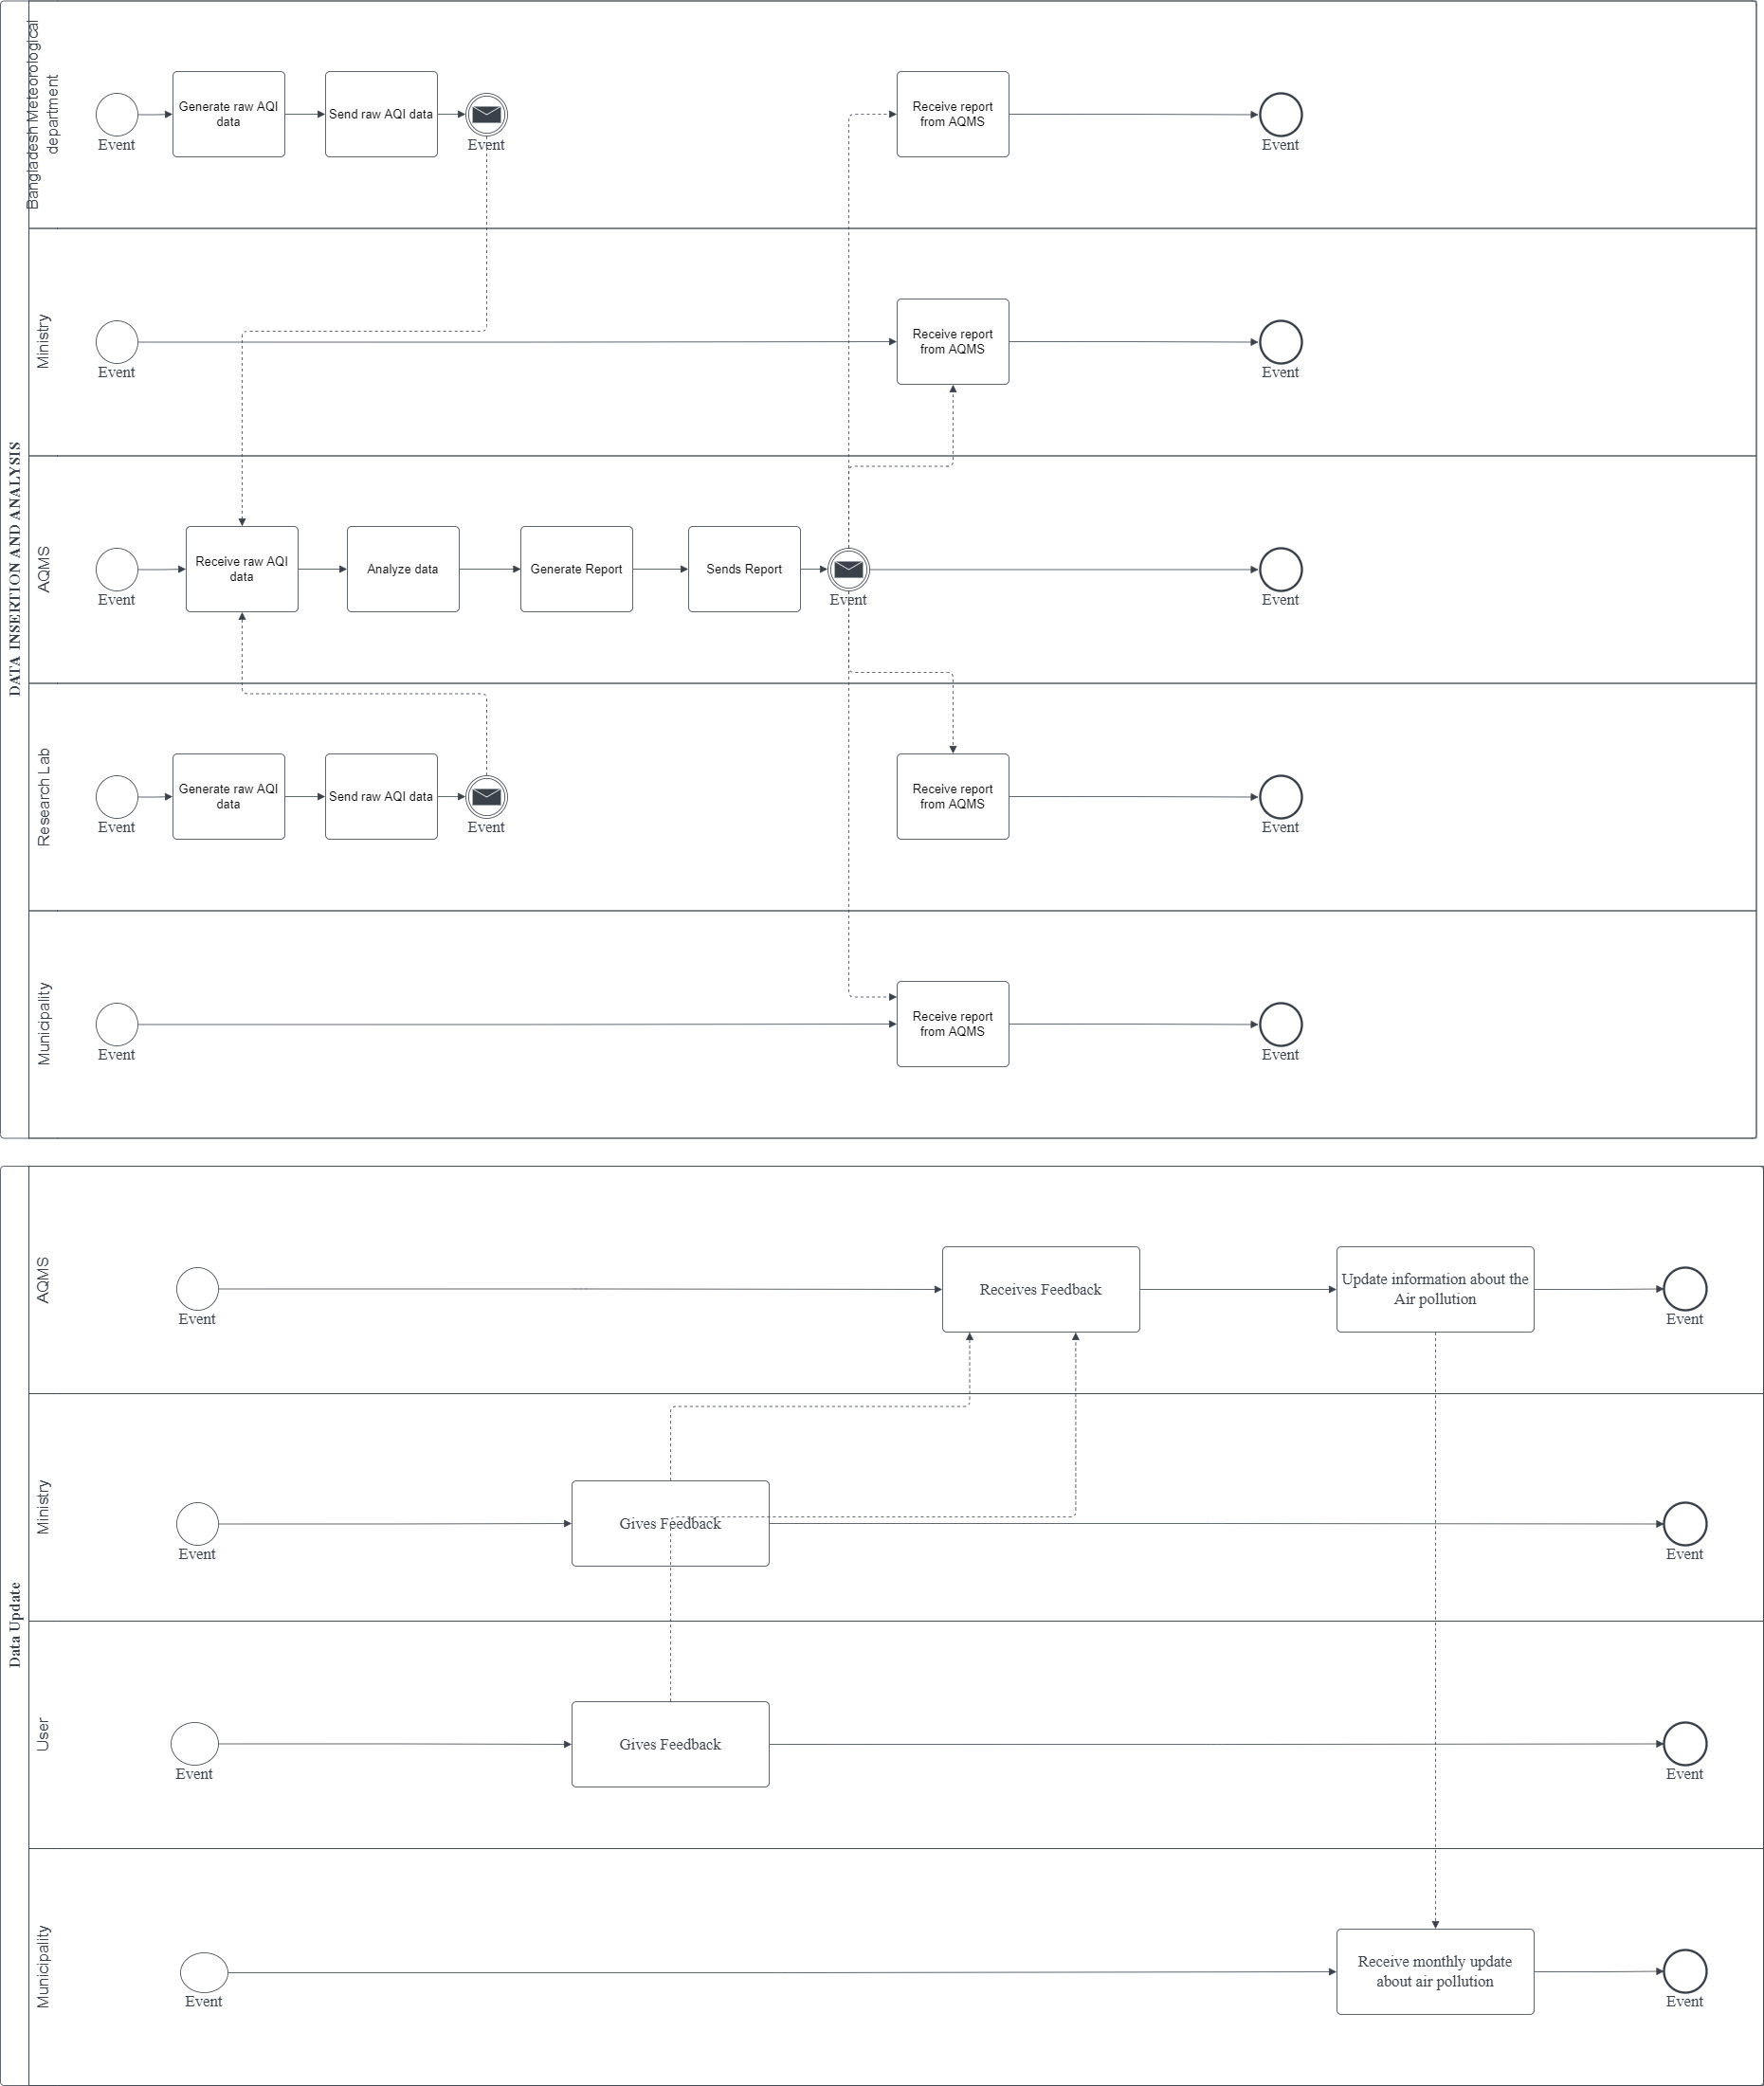 DATA INSERTION AND ANALYSIS
Bangladesh Meteorological
department
Event
Generate raw AQI
data
Send raw AQI data
Event
Receive report
from AQMS
Event
Ministry
Event
Receive report
from AQMS
Event
AQMS
Event
Receive raw AQI
data
Analyze data
Generate Report
Sends Report
Event
Event
Research Lab
Event
Generate raw AQI
data
Send raw AQI data
Event
Receive report
from AQMS
Event
Municipality
Event
Receive report
from AQMS
Event
Data Update
AQMS
Event
Receives Feedback
Update information about the
Air pollution
Event
Ministry
Event
Gives Feedback
Event
User
Event
Gives Feedback
Event
Municipality
Event
Receive monthly update
about air pollution
Event